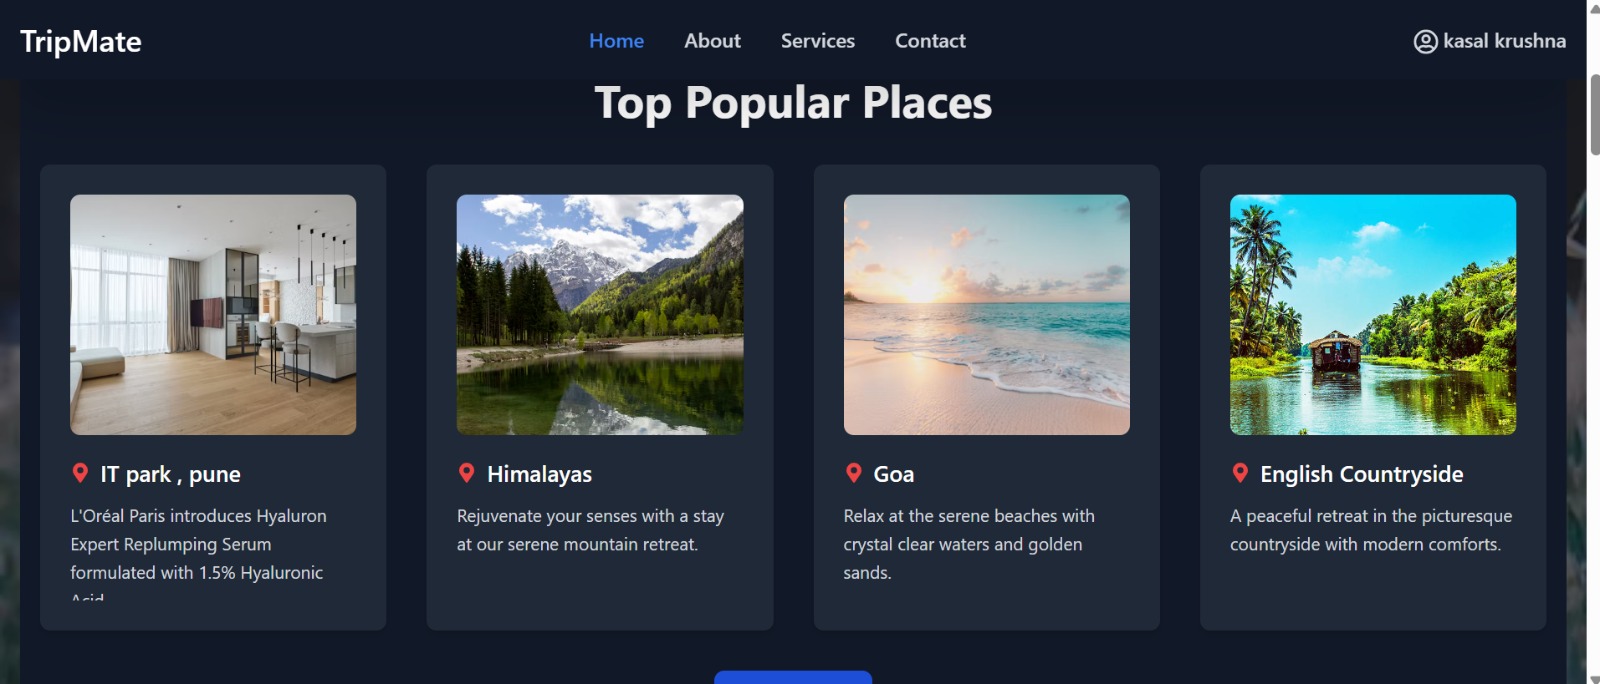 TripMate
Home About Services Contact
kasal krushna
Top Popular Places
IT park , pune
L'Oréal Paris introduces Hyaluron
Expert Replumping Serum
formulated with 1.5% Hyaluronic
Acid
Himalayas
Rejuvenate your senses with a stay
at our serene mountain retreat.
Goa
Relax at the serene beaches with
crystal clear waters and golden
sands.
English Countryside
A peaceful retreat in the picturesque
countryside with modern comforts.